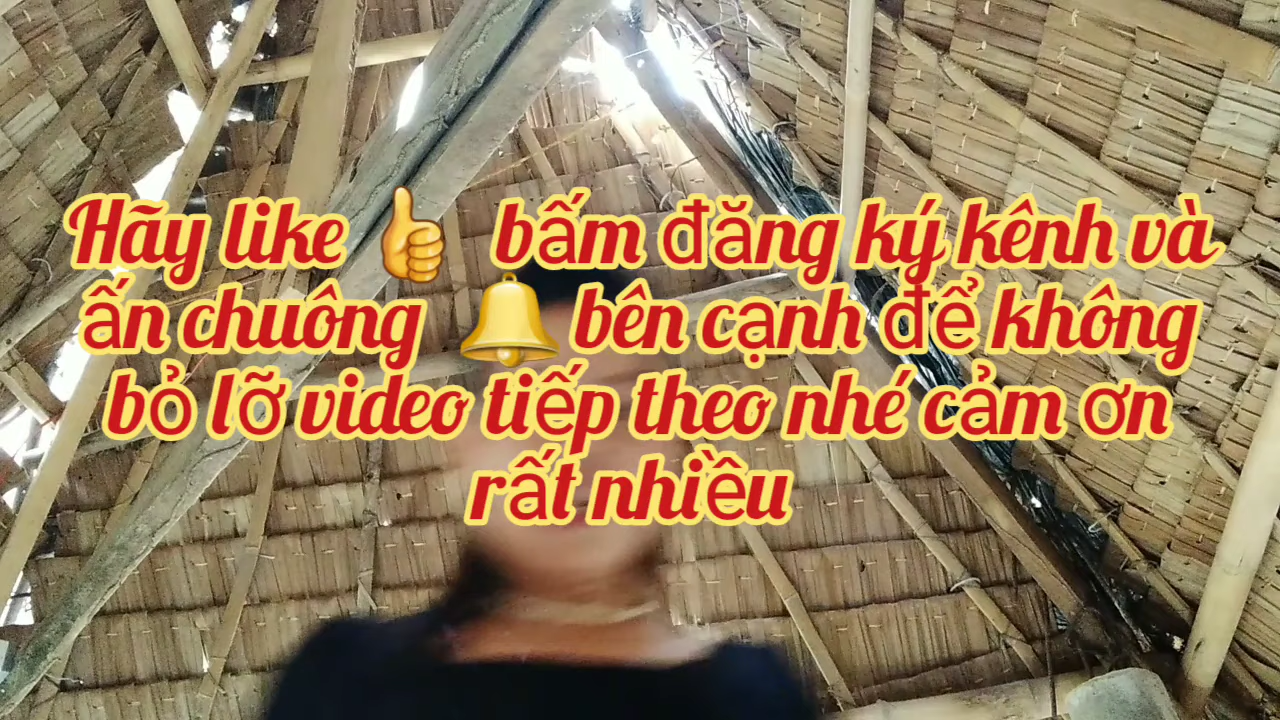 Hãy like 👍 bấm đăng ký kênh và
ấn chuông 🔔 bên cạnh để không
bỏ lỡ video tiếp theo nhé cảm ơn
rất nhiều